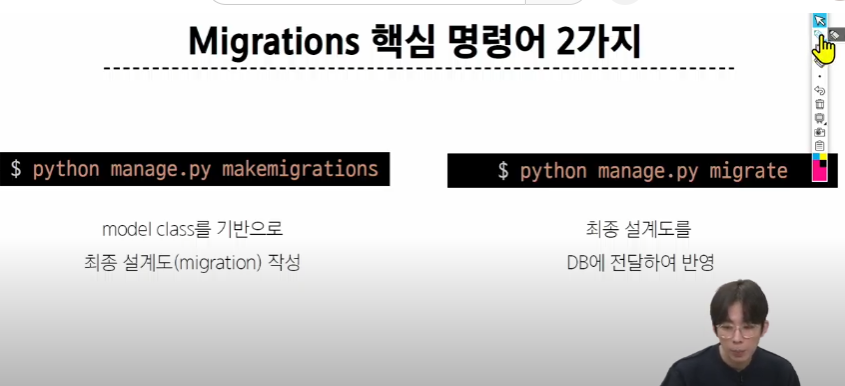 Migrations 핵심 명령어 2가지
$ python manage.py makemigrations
model class를 기반으로
최종 설계도(migration) 작성
$ python manage.py migrate
최종 설계도를
DB에 전달하여 반영